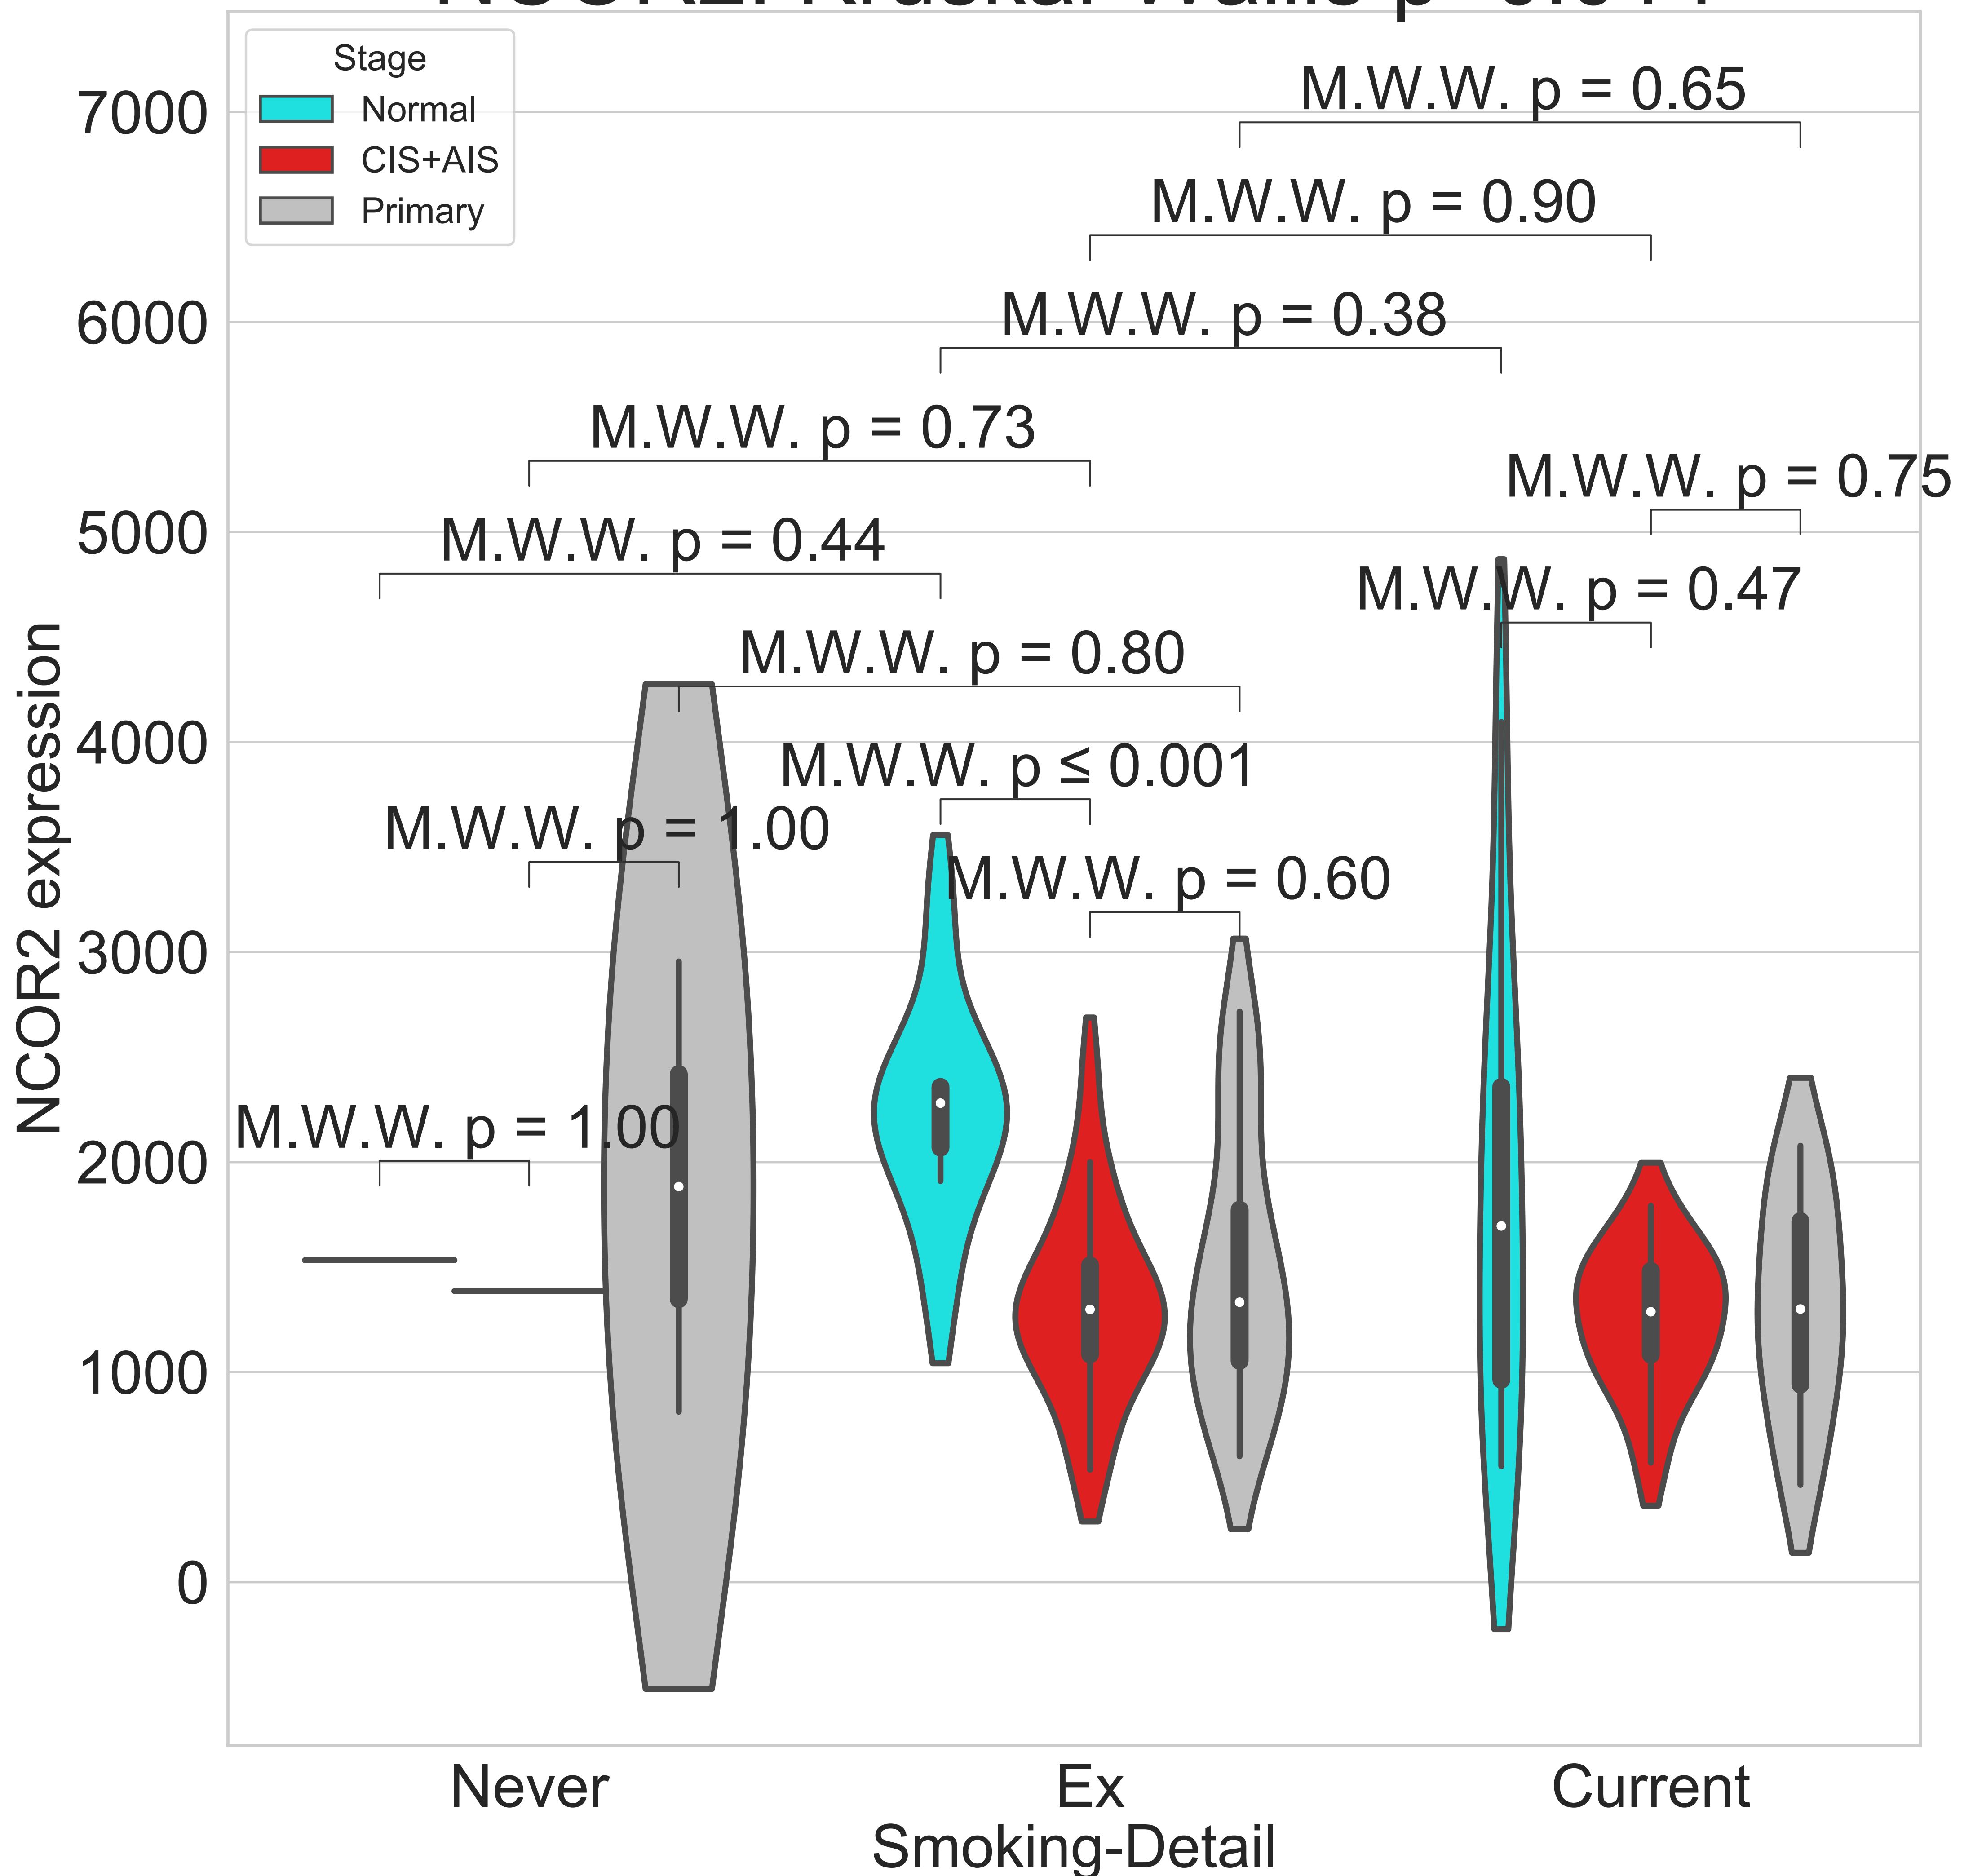 Stage
Normal
CIS+AIS
Primary
M.W.W. p = 0.65
M.W.W. p = 0.90
M.W.W. p = 0.38
M.W.W. p = 0.73
M.W.W. p = 0.75
M.W.W. p = 0.44
M.W.W. p = 0.47
M.W.W. p = 0.80
M.W.W. p ≤ 0.001
M.W.W. p = 1.00
M.W.W. p = 0.60
M.W.W. p = 1.00
7000
6000
5000
4000
3000
2000
1000
0
NCOR2 expression
Never
Ex
Current
Smoking-Detail